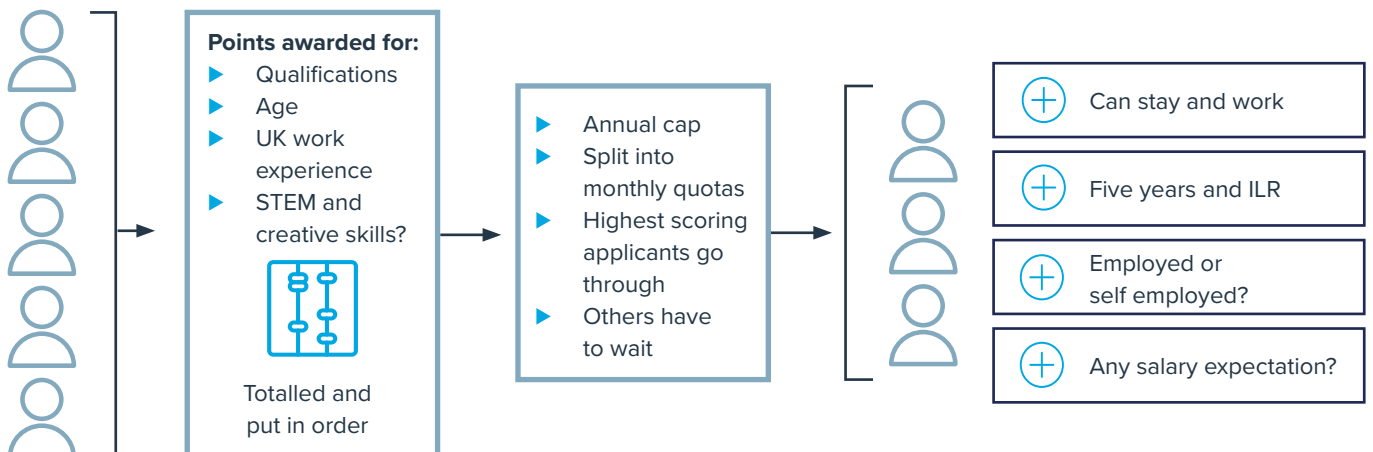 Points awarded for:
Qualifications
Age
UK work
experience
STEM and
creative skills?
Totalled and
put in order
Annual cap
Split into
monthly quotas
Highest scoring
applicants go
through
Others have
to wait
Can stay and work
Five years and ILR
Employed or
self employed?
Any salary expectation?